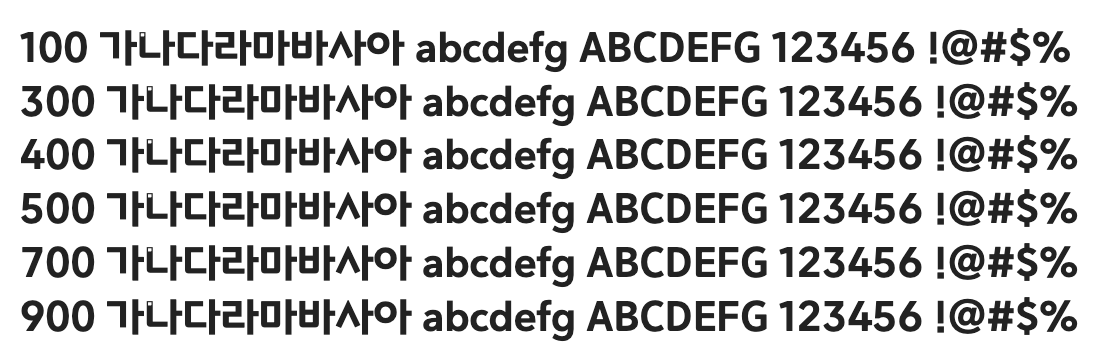 100 가나다라마바사아 abcdefg ABCDEFG 123456 !@#$%
300 가나다라마바사아 abcdefg ABCDEFG 123456 !@#$%
400 가나다라마바사아 abcdefg ABCDEFG 123456 !@#$%
500 가나다라마바사아 abcdefg ABCDEFG 123456 !@#$%
700 가나다라마바사아 abcdefg ABCDEFG 123456 !@#$%
900 가나다라마바사아 abcdefg ABCDEFG 123456 !@#$%